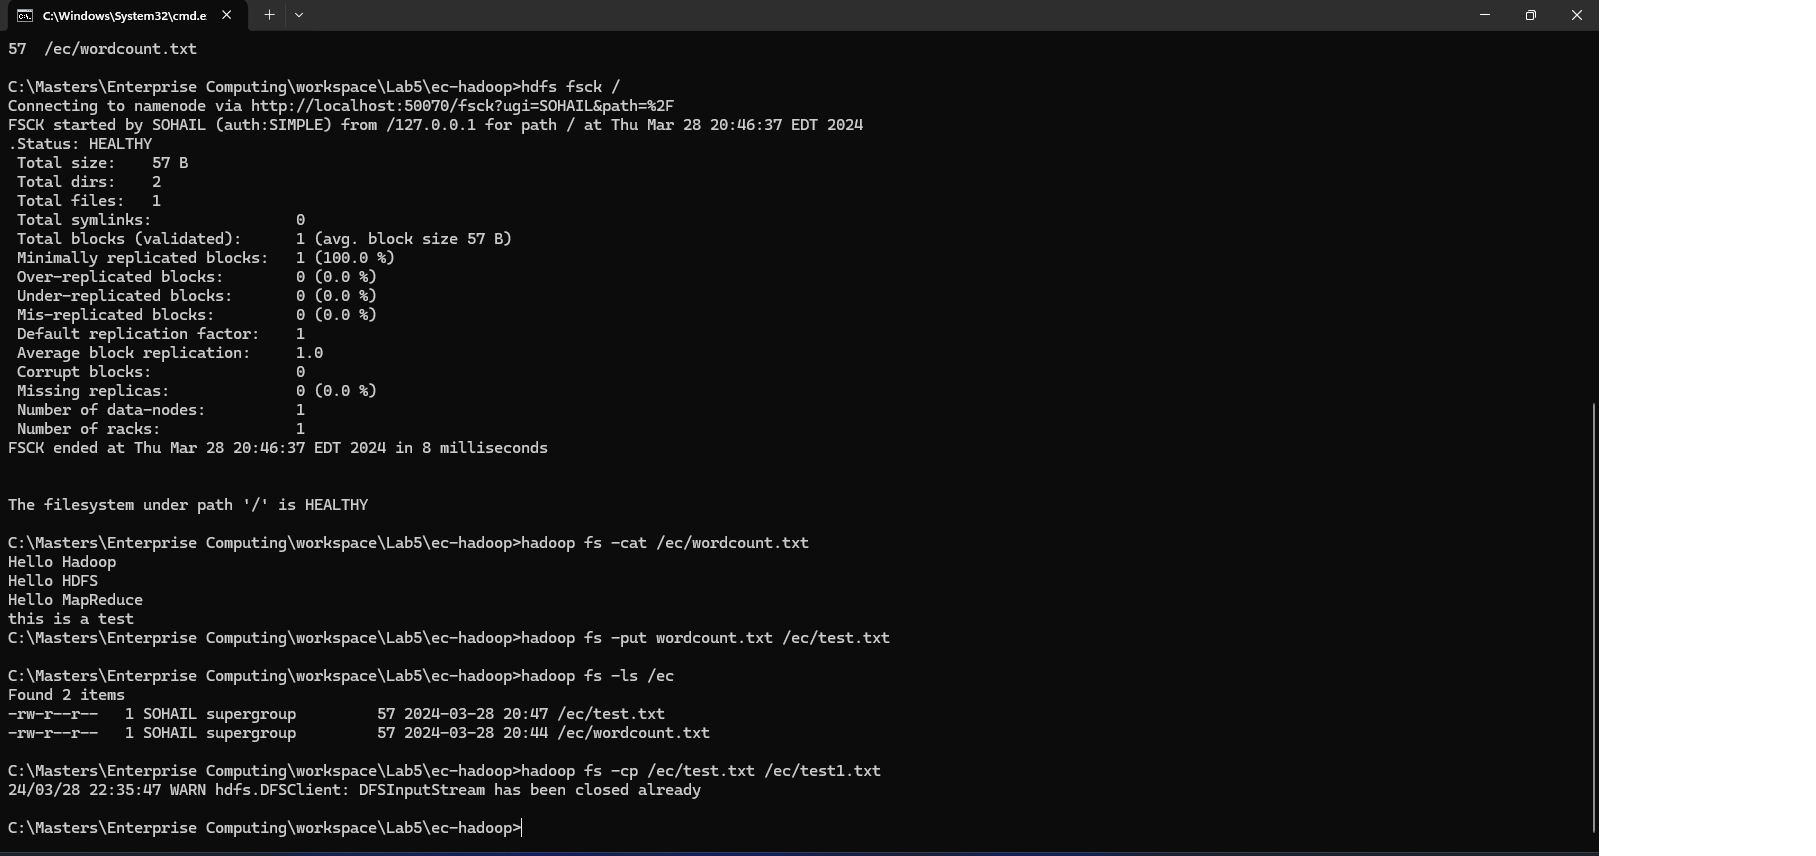 C:\Windows\System32\cmd.e
57  /ec/wordcount.txt
C:\Masters\Enterprise Computing\workspace\Lab5\ec-hadoop>hdfs fsck /
Connecting to namenode via http://localhost:50070/fsck?ugi=SOHAIL&path=%2F
FSCK started by SOHAIL (auth:SIMPLE) from /127.0.0.1 for path / at Thu Mar 28 20:46:37 EDT 2024
.Status: HEALTHY
 Total size:    57 B
 Total dirs:    2
 Total files:   1
 Total symlinks:                0
 Total blocks (validated):      1 (avg. block size 57 B)
 Minimally replicated blocks:   1 (100.0 %)
 Over-replicated blocks:        0 (0.0 %)
 Under-replicated blocks:       0 (0.0 %)
 Mis-replicated blocks:         0 (0.0 %)
 Default replication factor:    1
 Average block replication:     1.0
 Corrupt blocks:                0
 Missing replicas:              0 (0.0 %)
 Number of data-nodes:          1
 Number of racks:               1
FSCK ended at Thu Mar 28 20:46:37 EDT 2024 in 8 milliseconds
The filesystem under path '/' is HEALTHY
C:\Masters\Enterprise Computing\workspace\Lab5\ec-hadoop>hadoop fs -cat /ec/wordcount.txt
Hello Hadoop
Hello HDFS
Hello MapReduce
this is a test
C:\Masters\Enterprise Computing\workspace\Lab5\ec-hadoop>hadoop fs -put wordcount.txt /ec/test.txt
C:\Masters\Enterprise Computing\workspace\Lab5\ec-hadoop>hadoop fs -ls /ec
Found 2 items
-rw-r--r--   1 SOHAIL supergroup         57 2024-03-28 20:47 /ec/test.txt
-rw-r--r--   1 SOHAIL supergroup         57 2024-03-28 20:44 /ec/wordcount.txt
C:\Masters\Enterprise Computing\workspace\Lab5\ec-hadoop>hadoop fs -cp /ec/test.txt /ec/test1.txt
24/03/28 22:35:47 WARN hdfs.DFSClient: DFSInputStream has been closed already
C:\Masters\Enterprise Computing\workspace\Lab5\ec-hadoop>